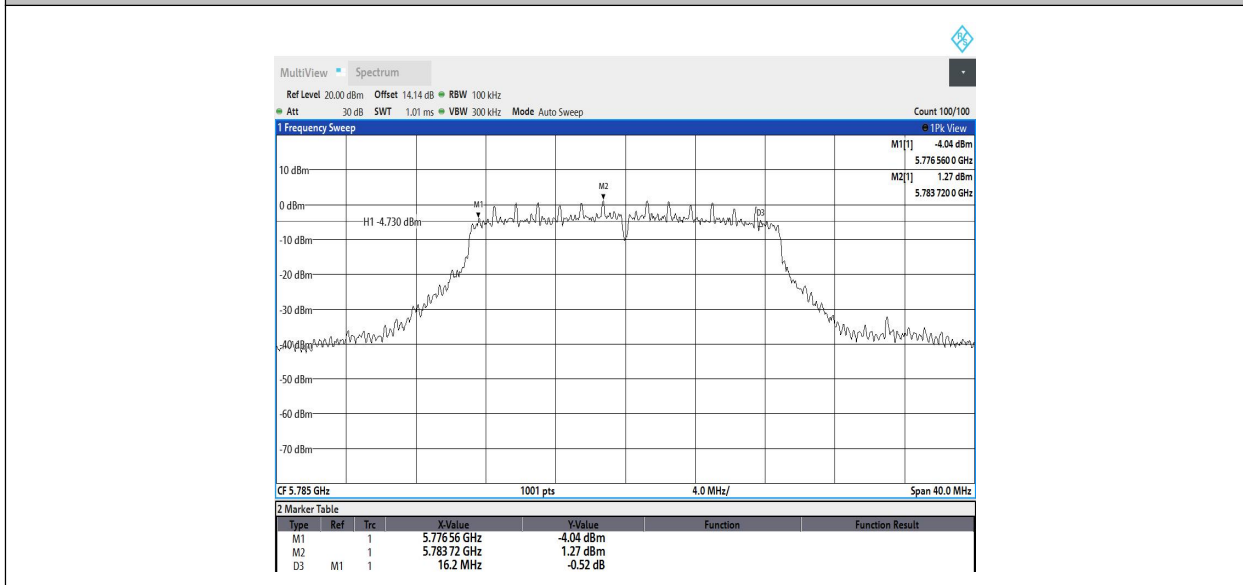 R S
MultiView Spectrum
Ref Level 20.00 dBm Offset 14.14 dB RBW 100 kHz
Att 30 dB SWT 1.01 ms VBW 300 kHz Mode Auto Sweep Count 100/100
1 Frequency Sweep 1Pk View
M1[1] -4.04 dBm
5.776 560 0 GHz
10 dBm M2[1] 1.27 dBm
M2 5.783 720 0 GHz
0 dBm M1 D3
H1 -4.730 dBm
-10 dBm
-20 dBm
-30 dBm
-40 dBm
-50 dBm
-60 dBm
-70 dBm
CF 5.785 GHz 1001 pts 4.0 MHz/ Span 40.0 MHz
2 Marker Table
Type Ref Trc X-Value Y-Value Function Function Result
M1 1 5.776 56 GHz -4.04 dBm
M2 1 5.783 72 GHz 1.27 dBm
D3 M1 1 16.2 MHz -0.52 dB